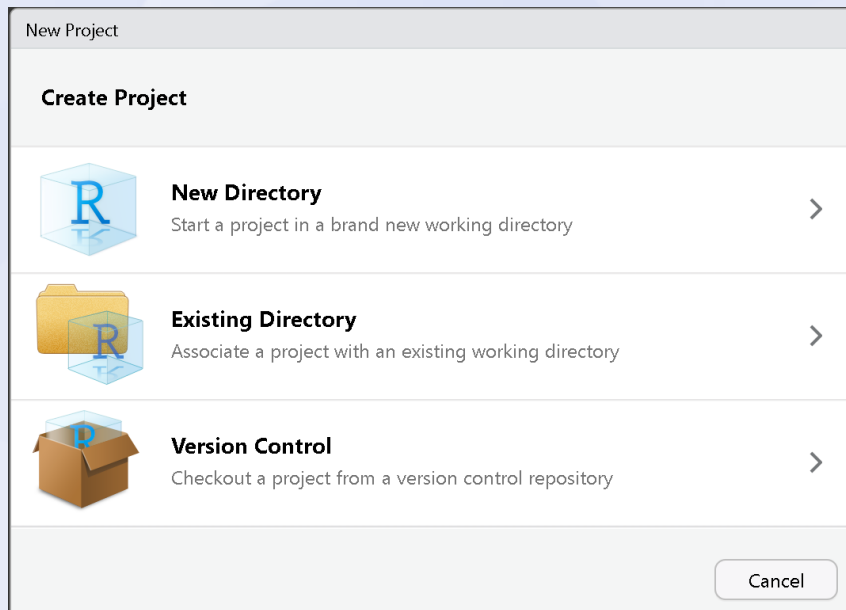 New Project
Create Project
R
New Directory
Start a project in a brand new working directory
R
Existing Directory
Associate a project with an existing working directory
R
Version Control
Checkout a project from a version control repository
Cancel